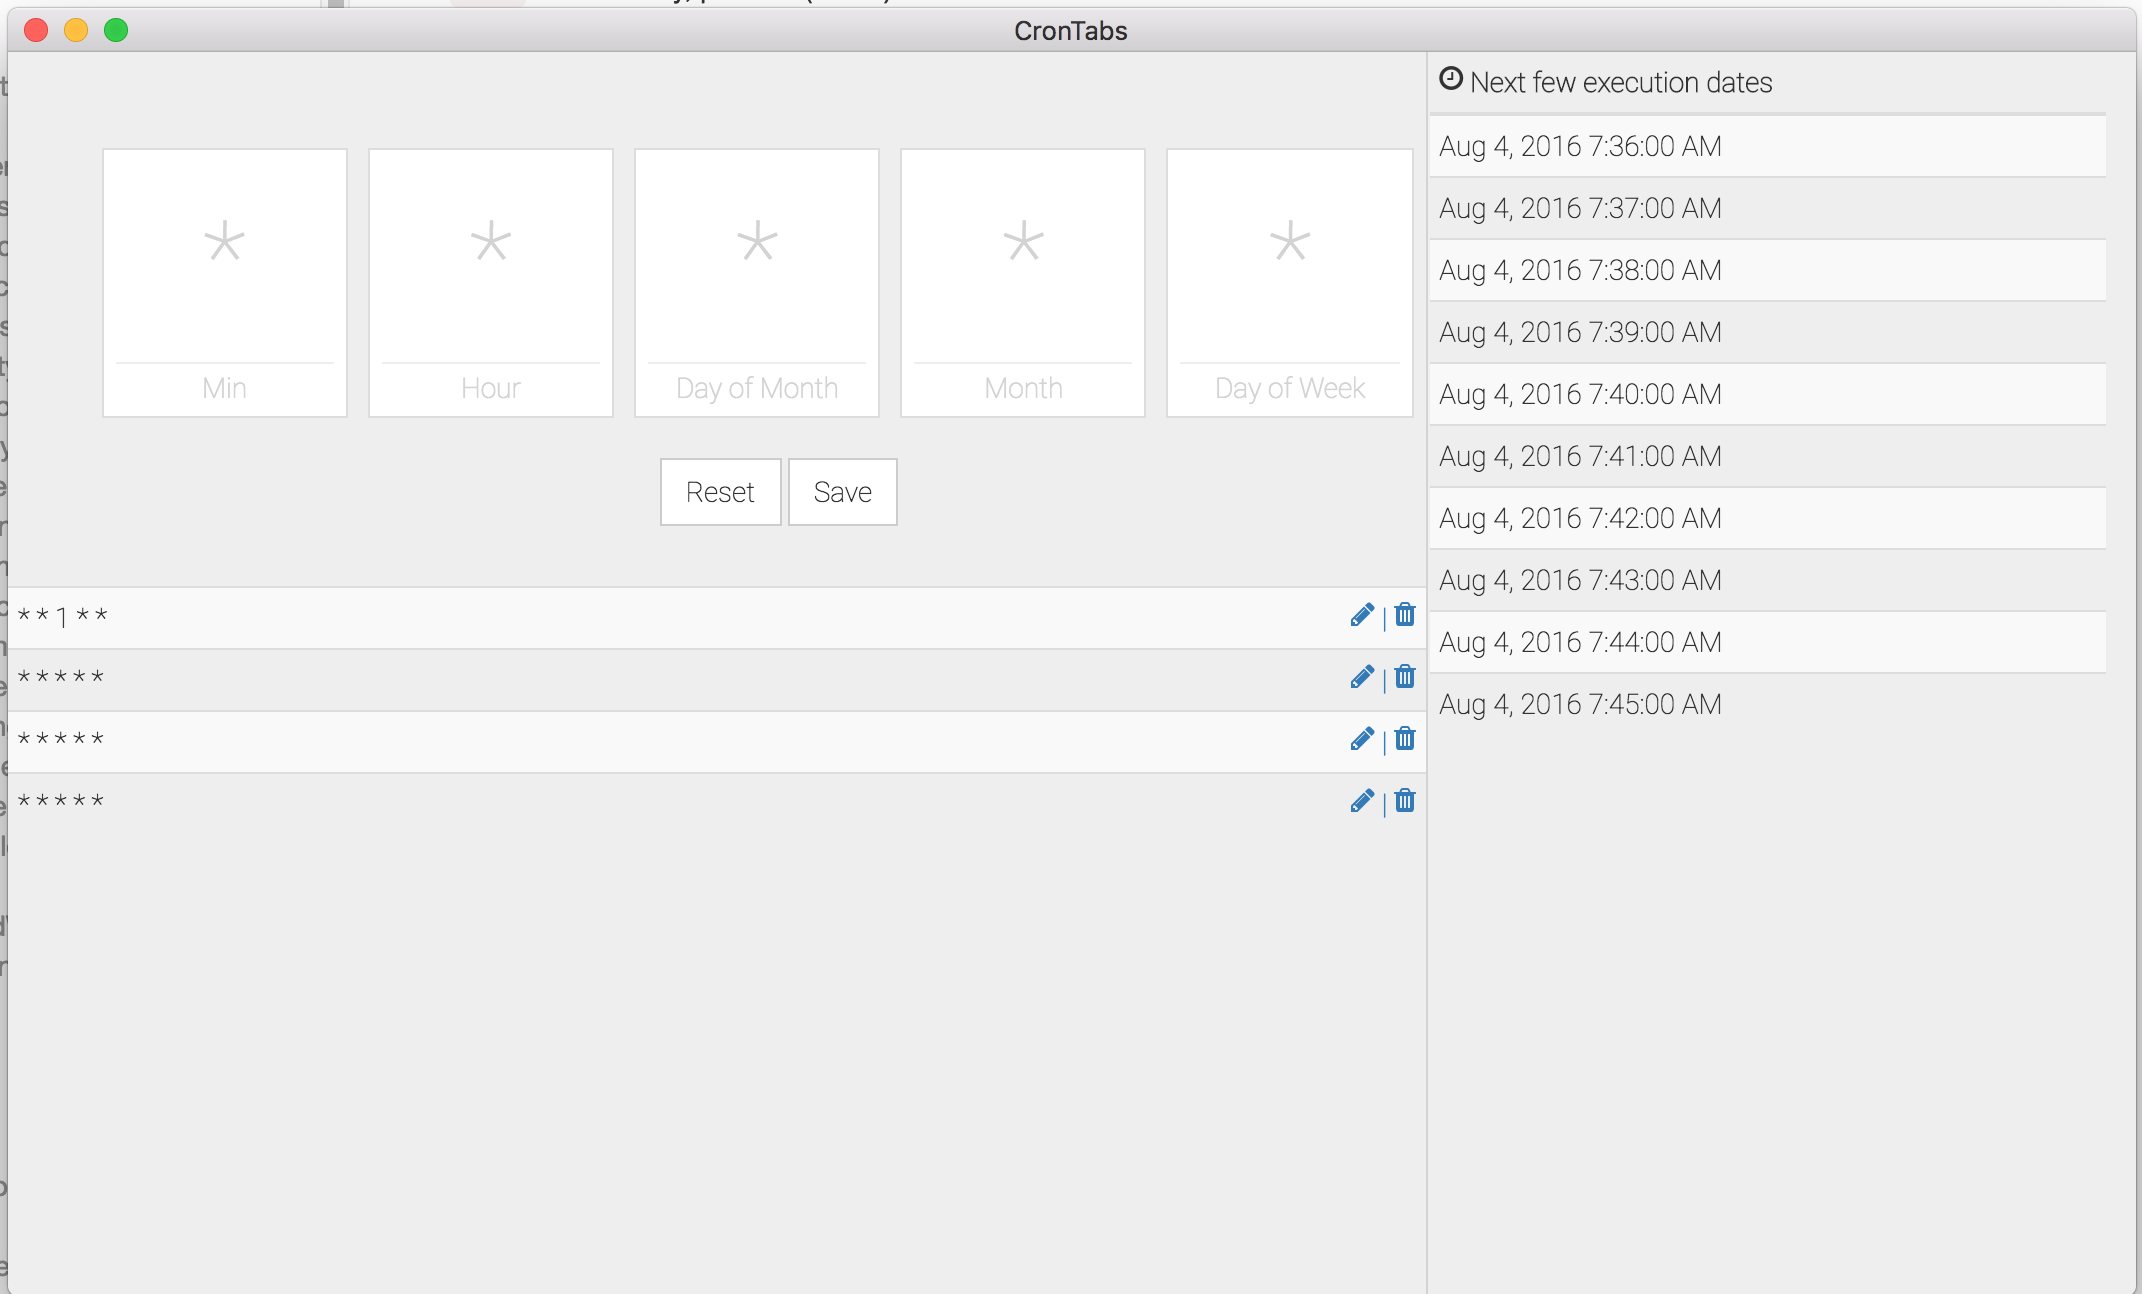 CronTabs
*
*
*
*
*
Min
Hour
Day of Month
Month
Day of Week
Reset
Save
* * 1 * *
* * * * *
* * * * *
* * * * *
Next few execution dates
Aug 4, 2016 7:36:00 AM
Aug 4, 2016 7:37:00 AM
Aug 4, 2016 7:38:00 AM
Aug 4, 2016 7:39:00 AM
Aug 4, 2016 7:40:00 AM
Aug 4, 2016 7:41:00 AM
Aug 4, 2016 7:42:00 AM
Aug 4, 2016 7:43:00 AM
Aug 4, 2016 7:44:00 AM
Aug 4, 2016 7:45:00 AM